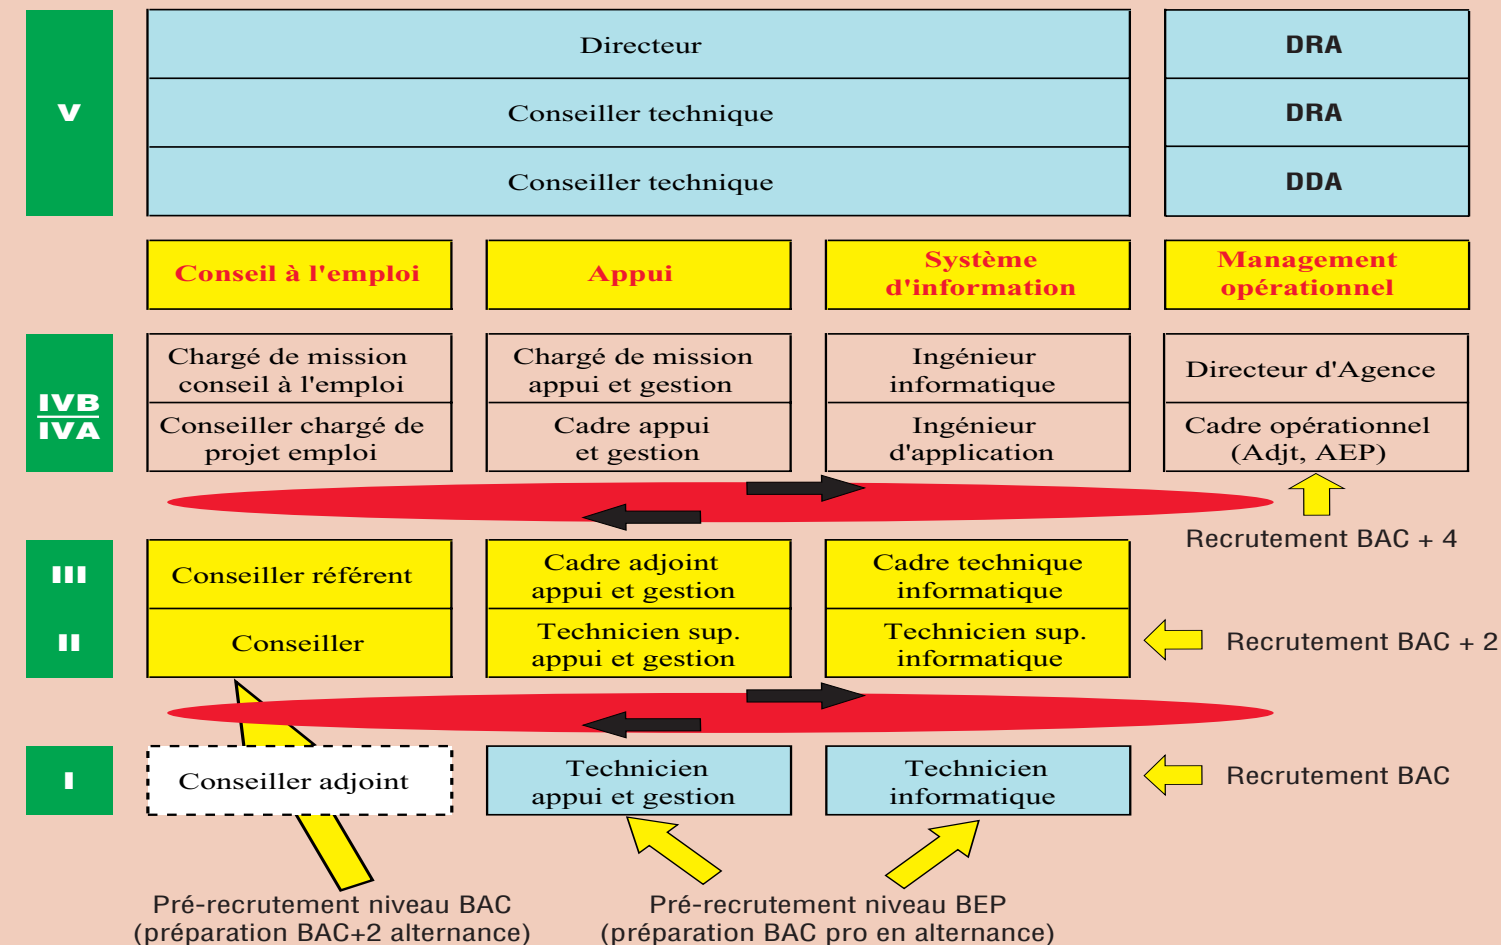 V
Directeur
DRA
Conseiller technique
DRA
Conseiller technique
DDA
Conseil à l'emploi
Appui
Système
d'information
Management
opérationnel
IVB
IVA
Chargé de mission
conseil à l'emploi
Chargé de mission
appui et gestion
Ingénieur
informatique
Directeur d'Agence
Conseiller chargé de
projet emploi
Cadre appui
et gestion
Ingénieur
d'application
Cadre opérationnel
(Adjt, AEP)
Recrutement BAC + 4
III
Conseiller référent
Cadre adjoint
appui et gestion
Cadre technique
informatique
II
Conseiller
Technicien sup.
appui et gestion
Technicien sup.
informatique
Recrutement BAC + 2
I
Conseiller adjoint
Technicien
appui et gestion
Technicien
informatique
Recrutement BAC
Pré-recrutement niveau BAC
(préparation BAC+2 alternance)
Pré-recrutement niveau BEP
(préparation BAC pro en alternance)